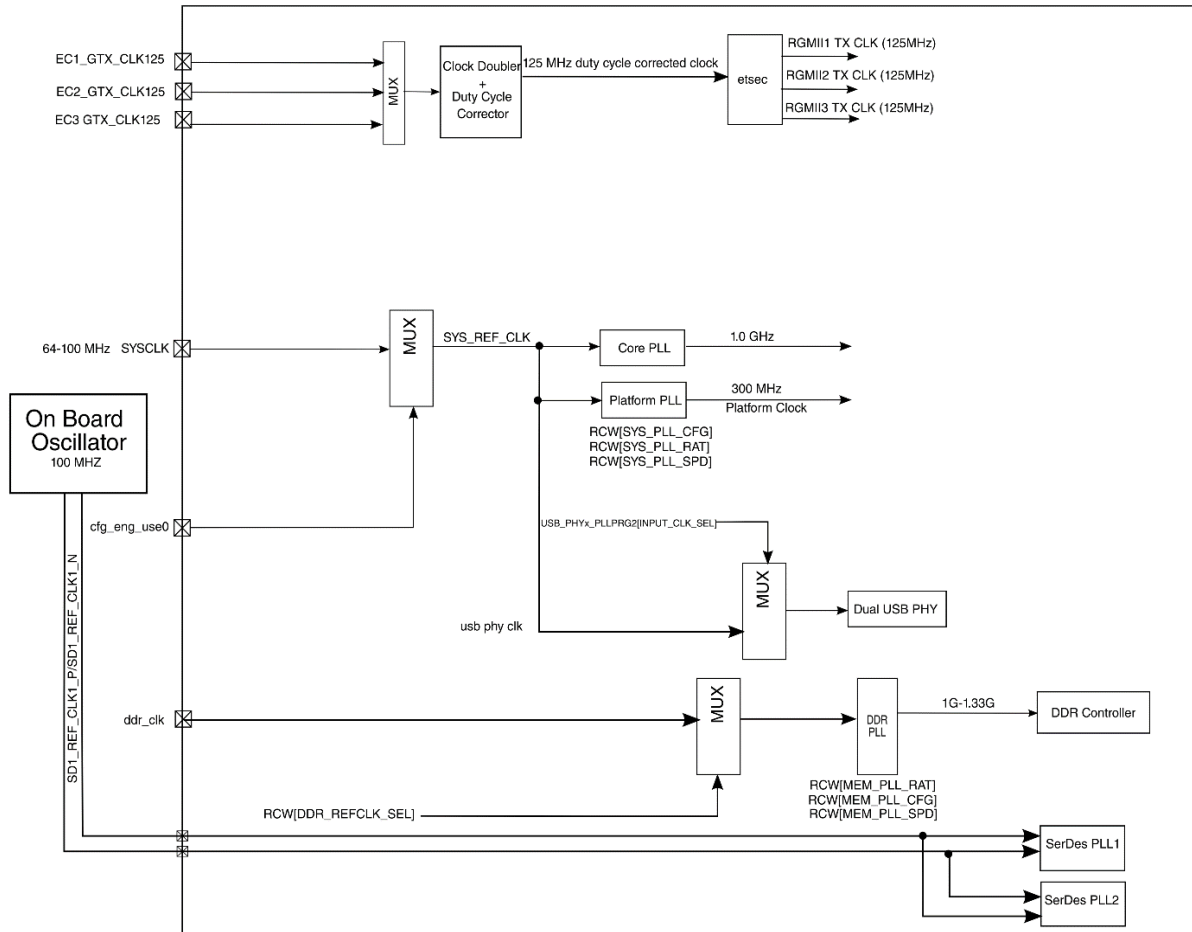 EC1_GTX_CLK125
EC2_GTX_CLK125
EC3 GTX_CLK125
MUX
Clock Doubler
+
Duty Cycle
Corrector
125 MHz duty cycle corrected clock
etsec
RGMII1 TX CLK (125MHz)
RGMII2 TX CLK (125MHz)
RGMII3 TX CLK (125MHz)
64-100 MHz SYSCLK
MUX
SYS_REF_CLK
Core PLL
1.0 GHz
Platform PLL
300 MHz
Platform Clock
RCW[SYS_PLL_CFG]
RCW[SYS_PLL_RAT]
RCW[SYS_PLL_SPD]
On Board
Oscillator
100 MHZ
cfg_eng_use0
USB_PHYx_PLLPRG2[INPUT_CLK_SEL]
MUX
Dual USB PHY
usb phy clk
SD1_REF_CLK1_P/SD1_REF_CLK1_N
ddr_clk
MUX
DDR
PLL
1G-1.33G
DDR Controller
RCW[MEM_PLL_RAT]
RCW[MEM_PLL_CFG]
RCW[MEM_PLL_SPD]
RCW[DDR_REFCLK_SEL]
SerDes PLL1
SerDes PLL2